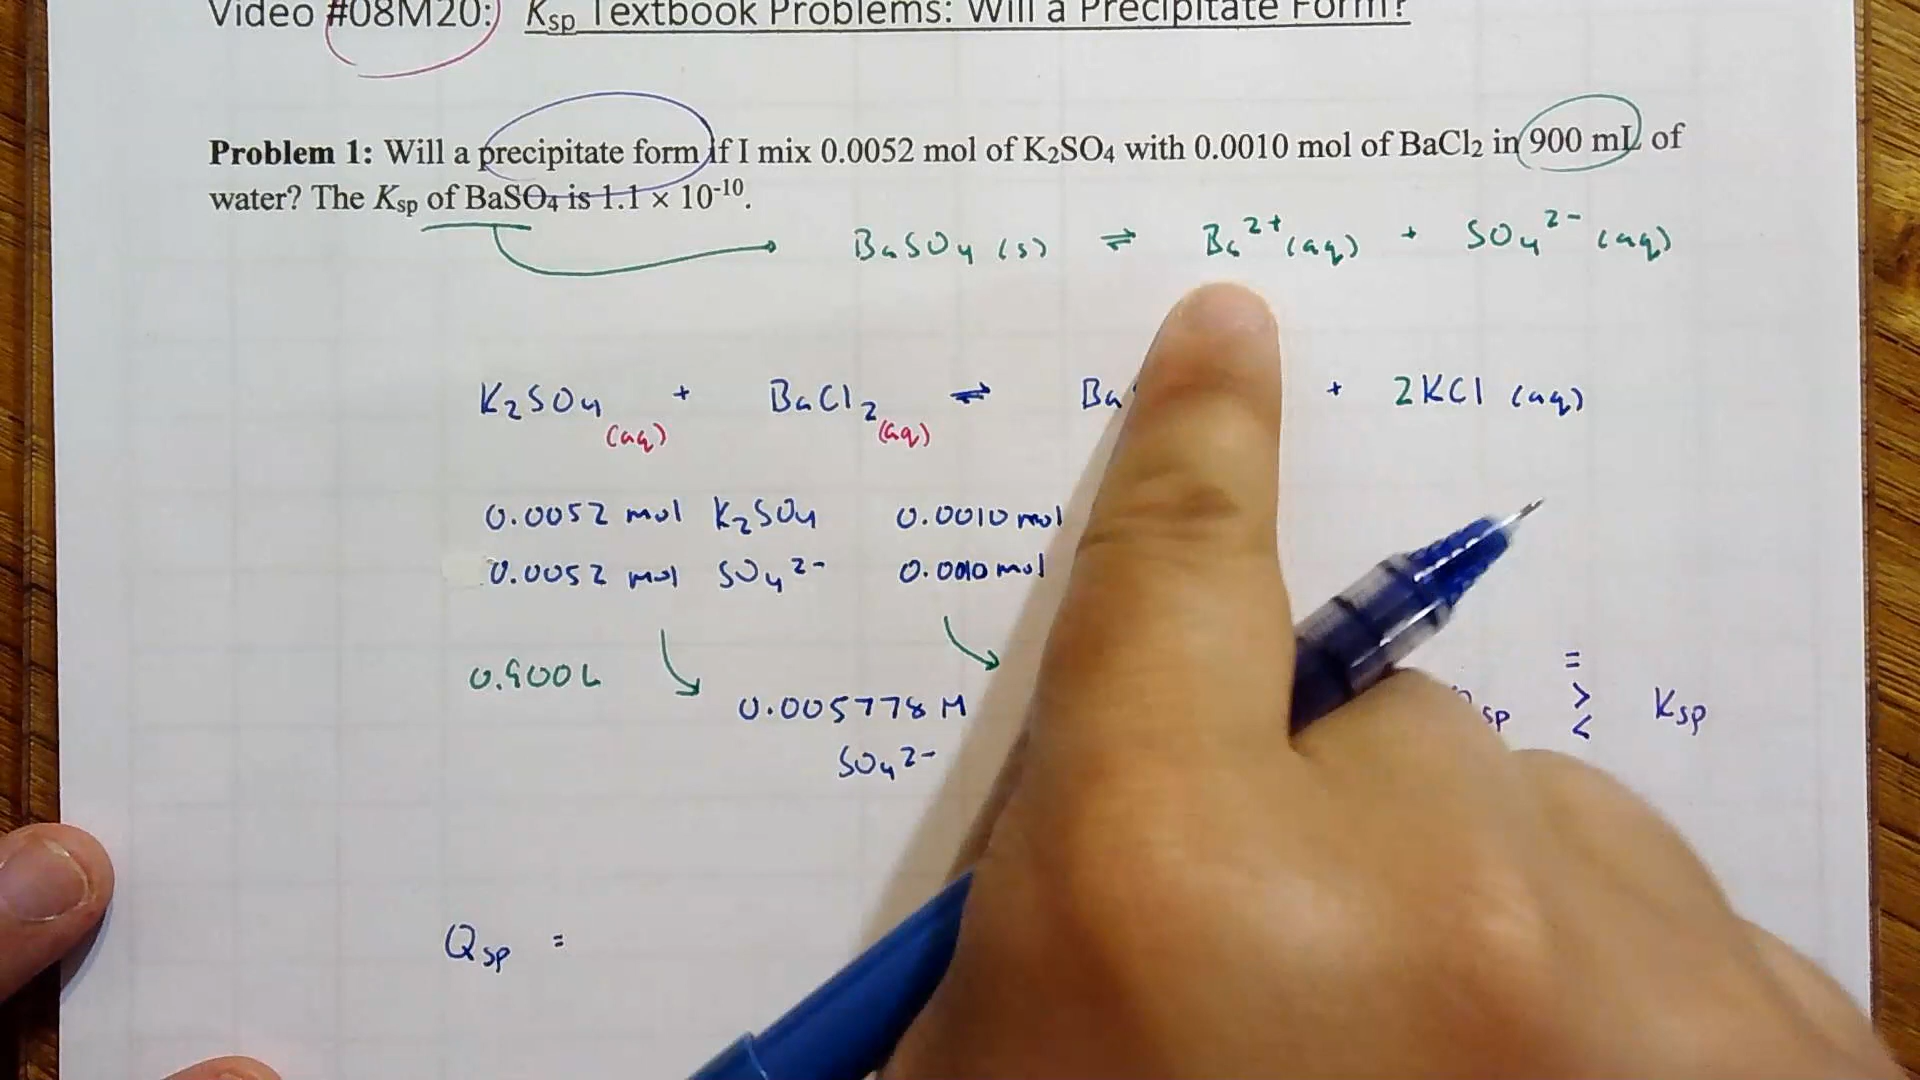 Video #08M20: Ksp Textbook Problems: Will a Precipitate Form?
Problem 1: Will a precipitate form if I mix 0.0052 mol of K₂SO₄ with 0.0010 mol of BaCl₂ in 900 mL of
water? The Ksp of BaSO₄ is 1.1 × 10⁻¹⁰.
BaSO₄ (s) ⇌ Ba²⁺ (aq) + SO₄²⁻ (aq)
K₂SO₄ (aq) + BaCl₂ (aq) ⇌ Ba + 2KCl (aq)
0.0052 mol K₂SO₄ 0.0010 mol
0.0052 mol SO₄²⁻ 0.0010 mol
0.900L
0.005778 M
SO₄²⁻
sp = > < Ksp
Qsp =